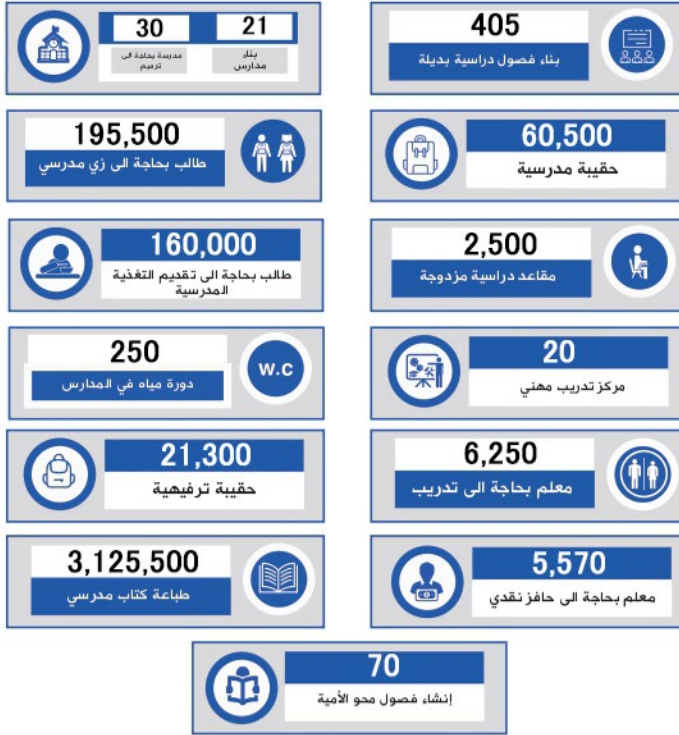 405
بناء فصول دراسية بديلة
21
بناء
مدارس
30
مدرسة بحاجة الى
ترميم
60,500
حقيبة مدرسية
195,500
طالب بحاجة الى زي مدرسي
2,500
مقاعد دراسية مزدوجة
160,000
طالب بحاجة الى تقديم التغذية
المدرسية
20
مركز تدريب مهني
250
دورة مياه في المدارس
W.C
6,250
معلم بحاجة الى تدريب
21,300
حقيبة ترفيهية
5,570
معلم بحاجة الى حافز نقدي
3,125,500
طباعة كتاب مدرسي
70
إنشاء فصول محو الأمية